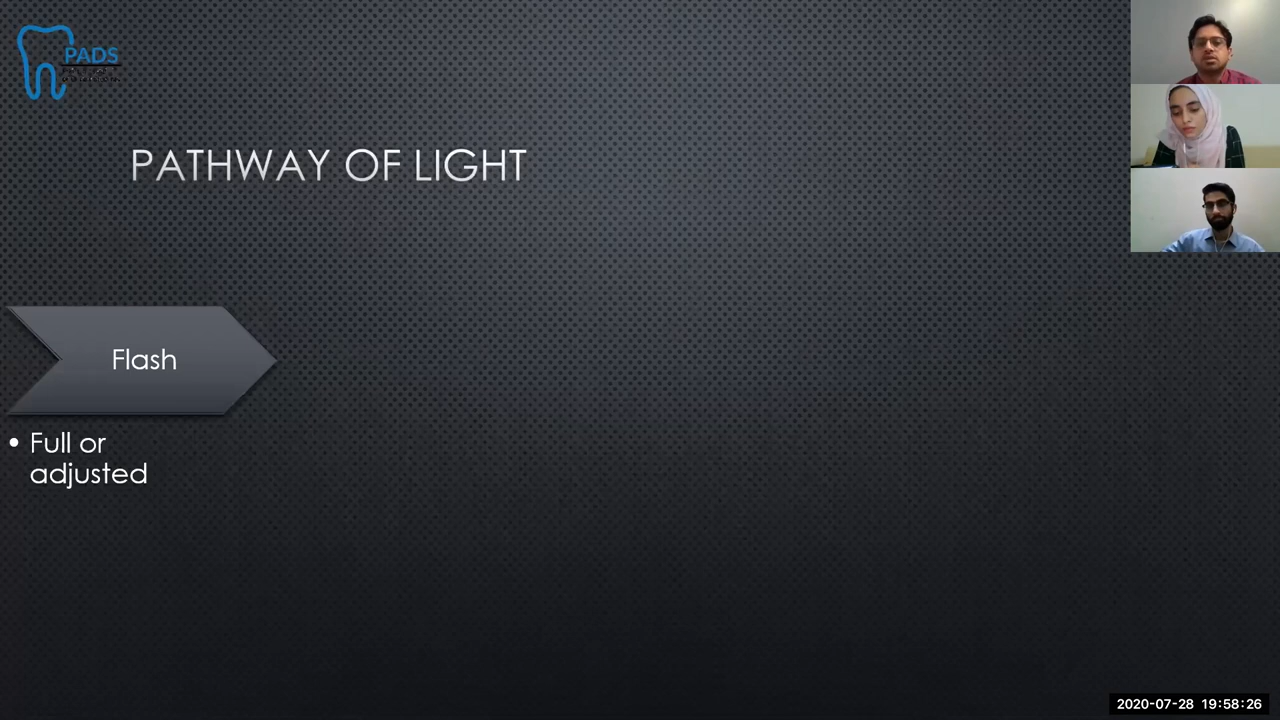 PADS
PATHWAY OF LIGHT
Flash
• Full or
adjusted
2020-07-28 19:58:26